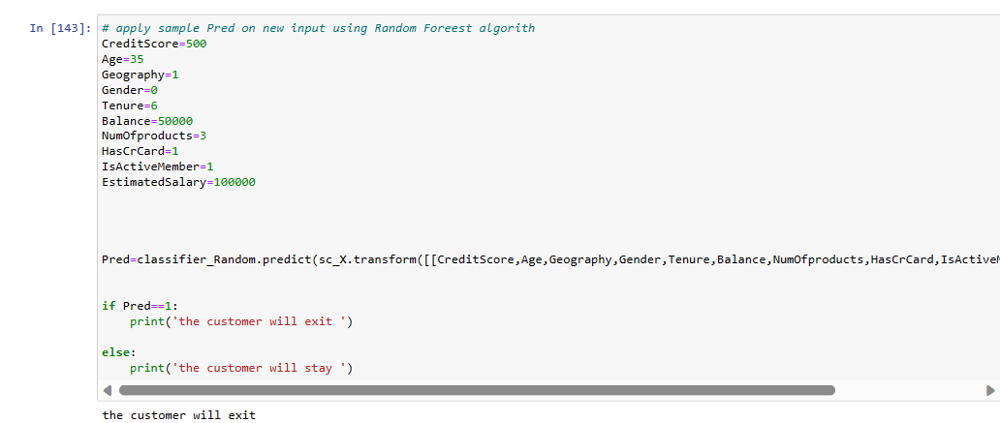 In [143]: # apply sample Pred on new input using Random Foreest algorith
CreditScore=500
Age=35
Geography=1
Gender=0
Tenure=6
Balance=50000
NumOfproducts=3
HasCrCard=1
IsActiveMember=1
EstimatedSalary=100000
Pred=classifier_Random.predict(sc_X.transform([[CreditScore,Age,Geography,Gender,Tenure,Balance,NumOfproducts,HasCrCard,IsActive
if Pred==1:
print('the customer will exit ')
else:
print('the customer will stay ')
the customer will exit